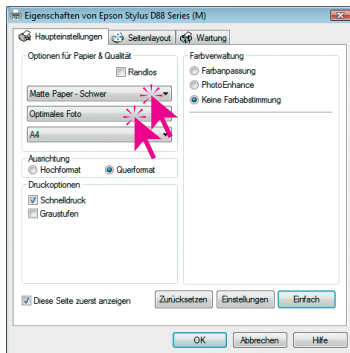 Eigenschaften von Epson Stylus D88 Series (M)
Haupteinstellungen
Seitenlayout
Wartung
Optionen für Papier & Qualität
Randlos
Matte Paper - Schwer
Optimales Foto
A4
Ausrichtung
Hochformat
Querformat
Druckoptionen
Schnelldruck
Graustufen
Farbverwaltung
Farbanpassung
PhotoEnhance
Keine Farbabstimmung
Diese Seite zuerst anzeigen
Zurücksetzen
Einstellungen
Einfach
OK
Abbrechen
Hilfe